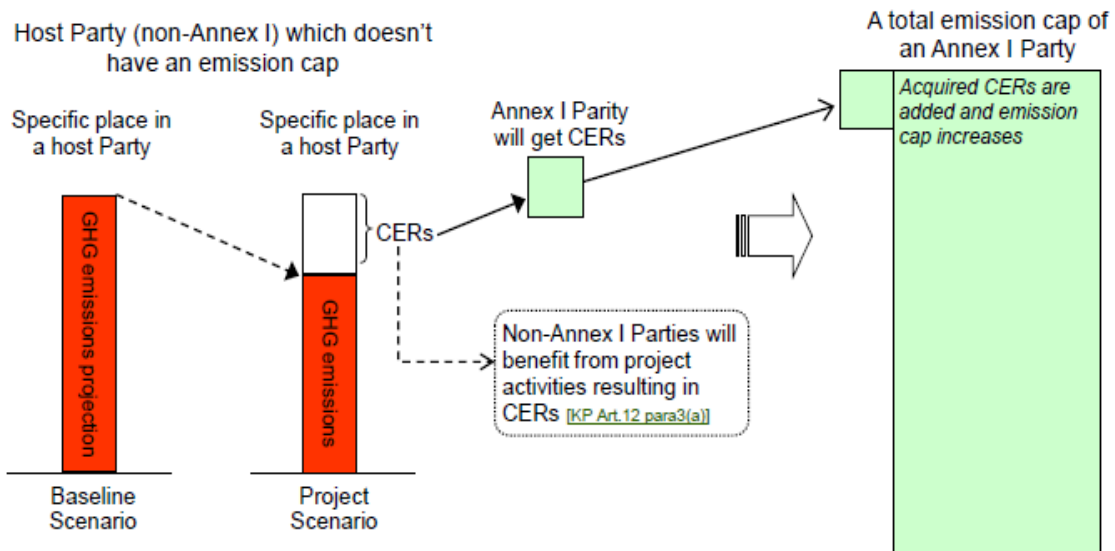 Host Party (non-Annex I) which doesn't
have an emission cap
Specific place in
a host Party
Specific place in
a host Party
GHG emissions projection
GHG emissions
CERs
Baseline
Scenario
Project
Scenario
Annex I Parity
will get CERs
Non-Annex I Parties will
benefit from project
activities resulting in
CERs [KP Art.12 para3(a)]
A total emission cap of
an Annex I Party
Acquired CERs are
added and emission
cap increases